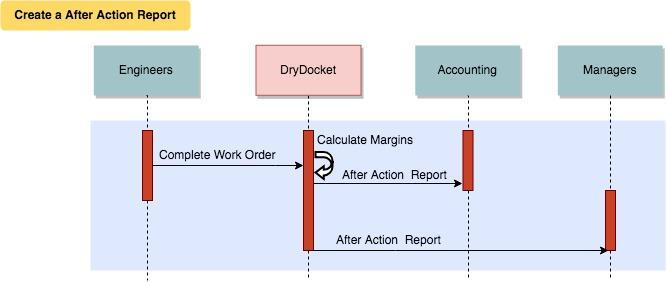 Create a After Action Report
Engineers
DryDocket
Accounting
Managers
Calculate Margins
Complete Work Order
After Action Report
After Action Report